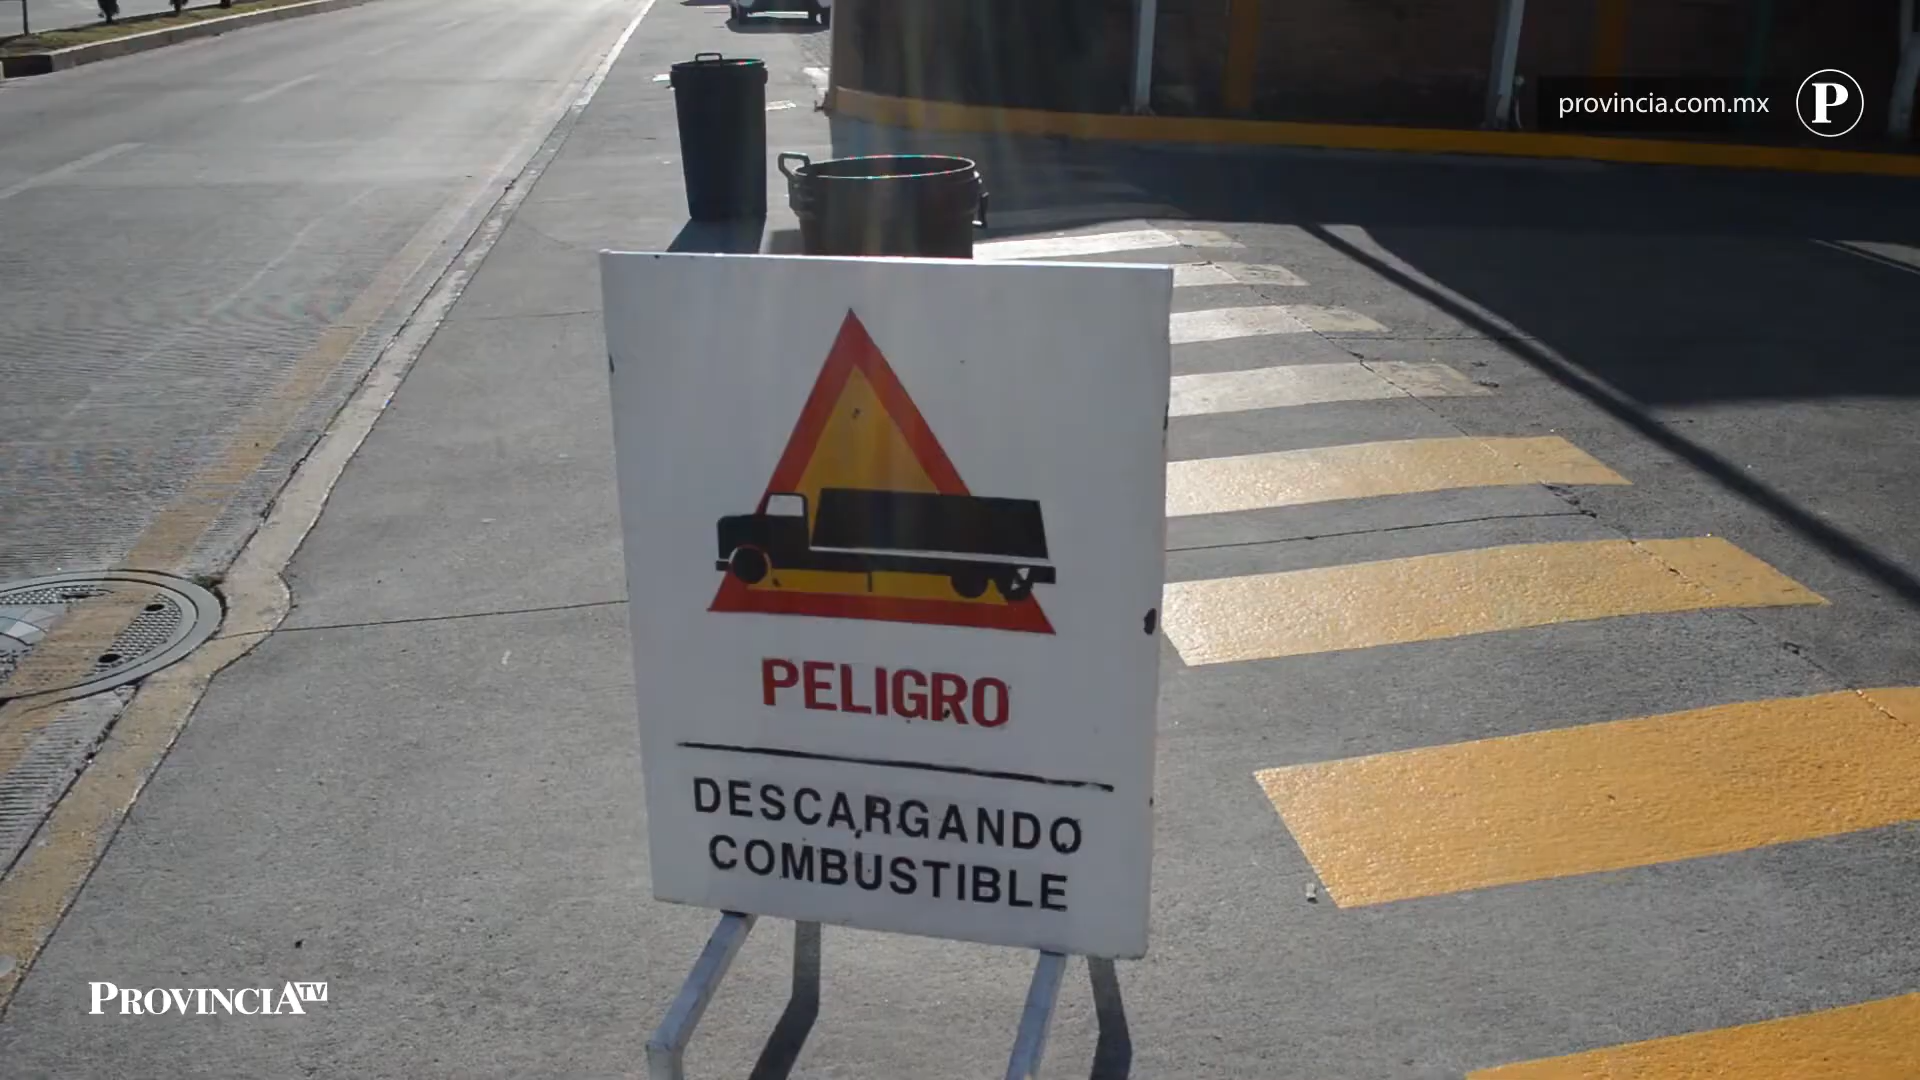 provincia.com.mx P
PELIGRO
DESCARGANDO
COMBUSTIBLE
PROVINCIA TV